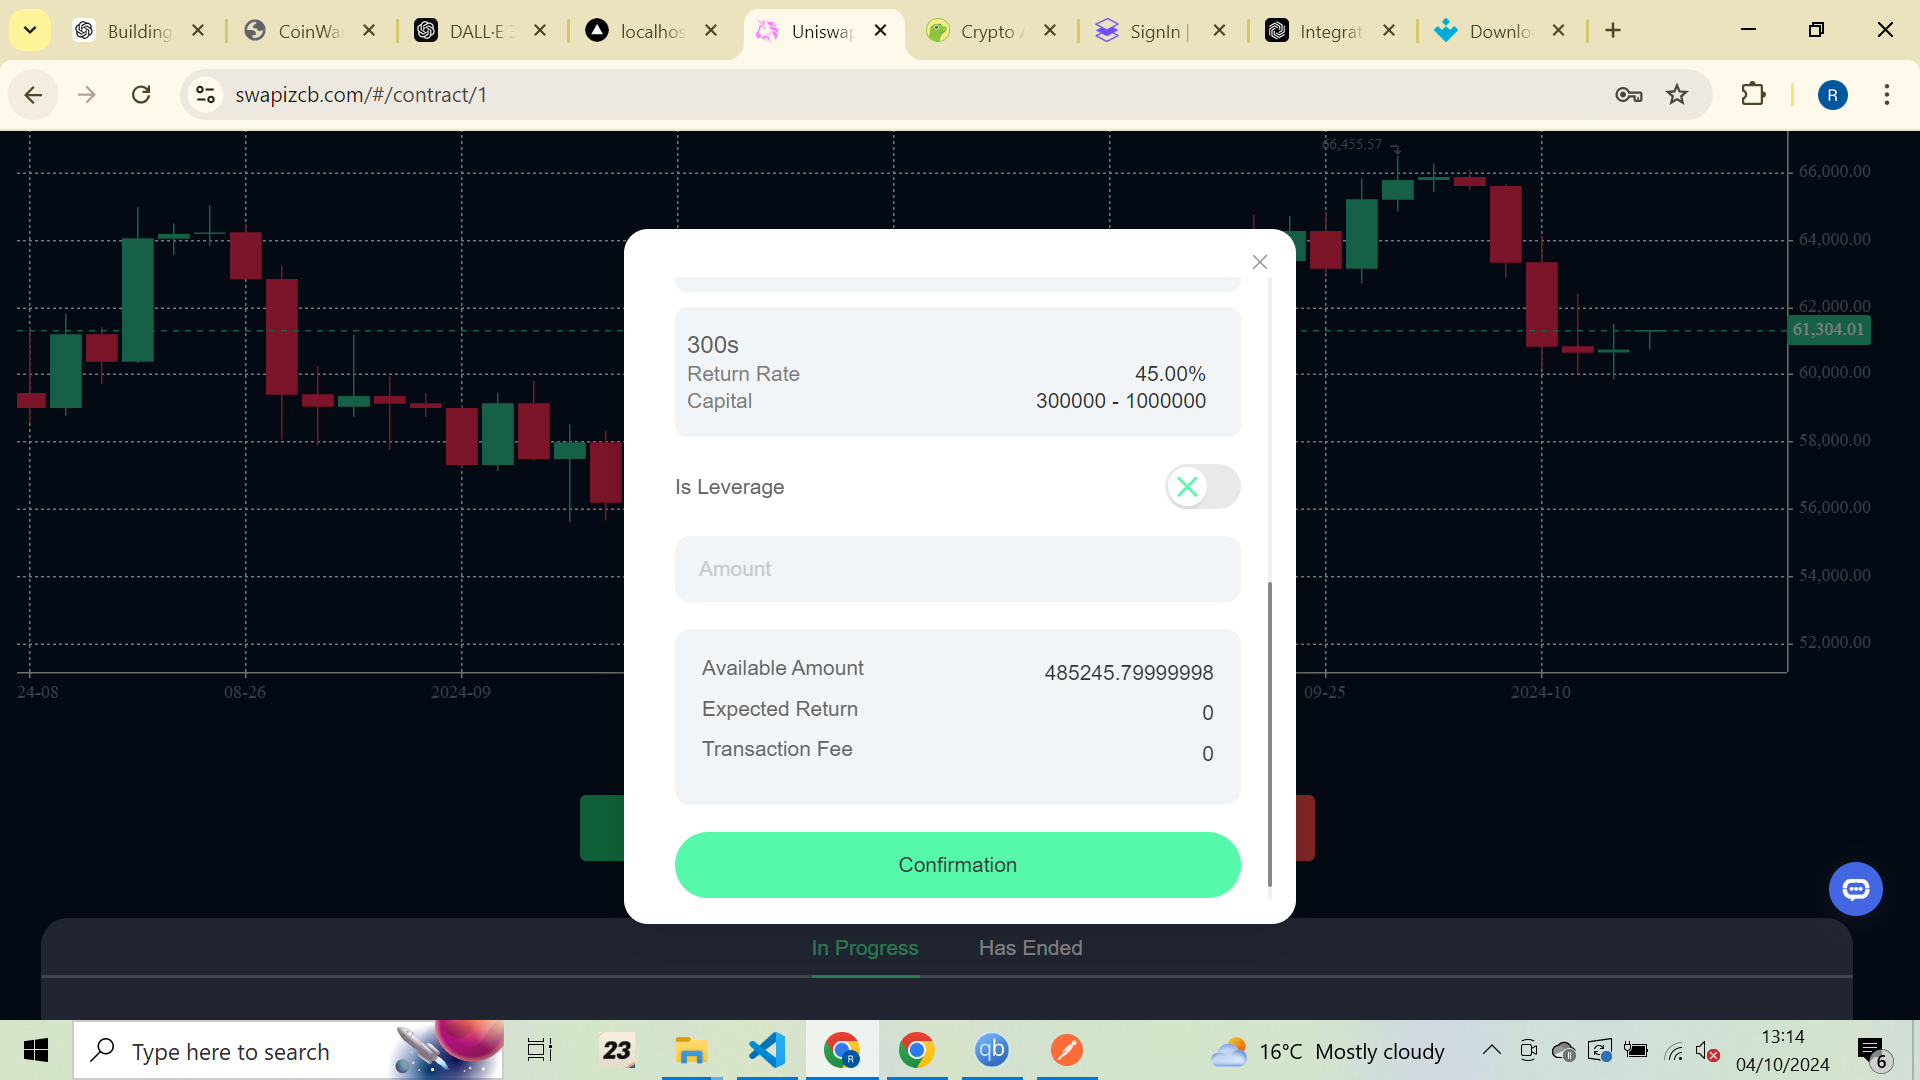 Building
CoinWa
DALL·E 3
localhos
Uniswap
Crypto A
SignIn |
Integrat
Downlo
swapizcb.com/#/contract/1
R
66,455.57
66,000.00
64,000.00
62,000.00
61,304.01
60,000.00
58,000.00
56,000.00
54,000.00
52,000.00
24-08
08-26
2024-09
09-25
2024-10
300s
Return Rate 45.00%
Capital 300000 - 1000000
Is Leverage
Amount
Available Amount 485245.79999998
Expected Return 0
Transaction Fee 0
Confirmation
In Progress Has Ended
Type here to search
23
R
qb
16°C Mostly cloudy
13:14
04/10/2024
6